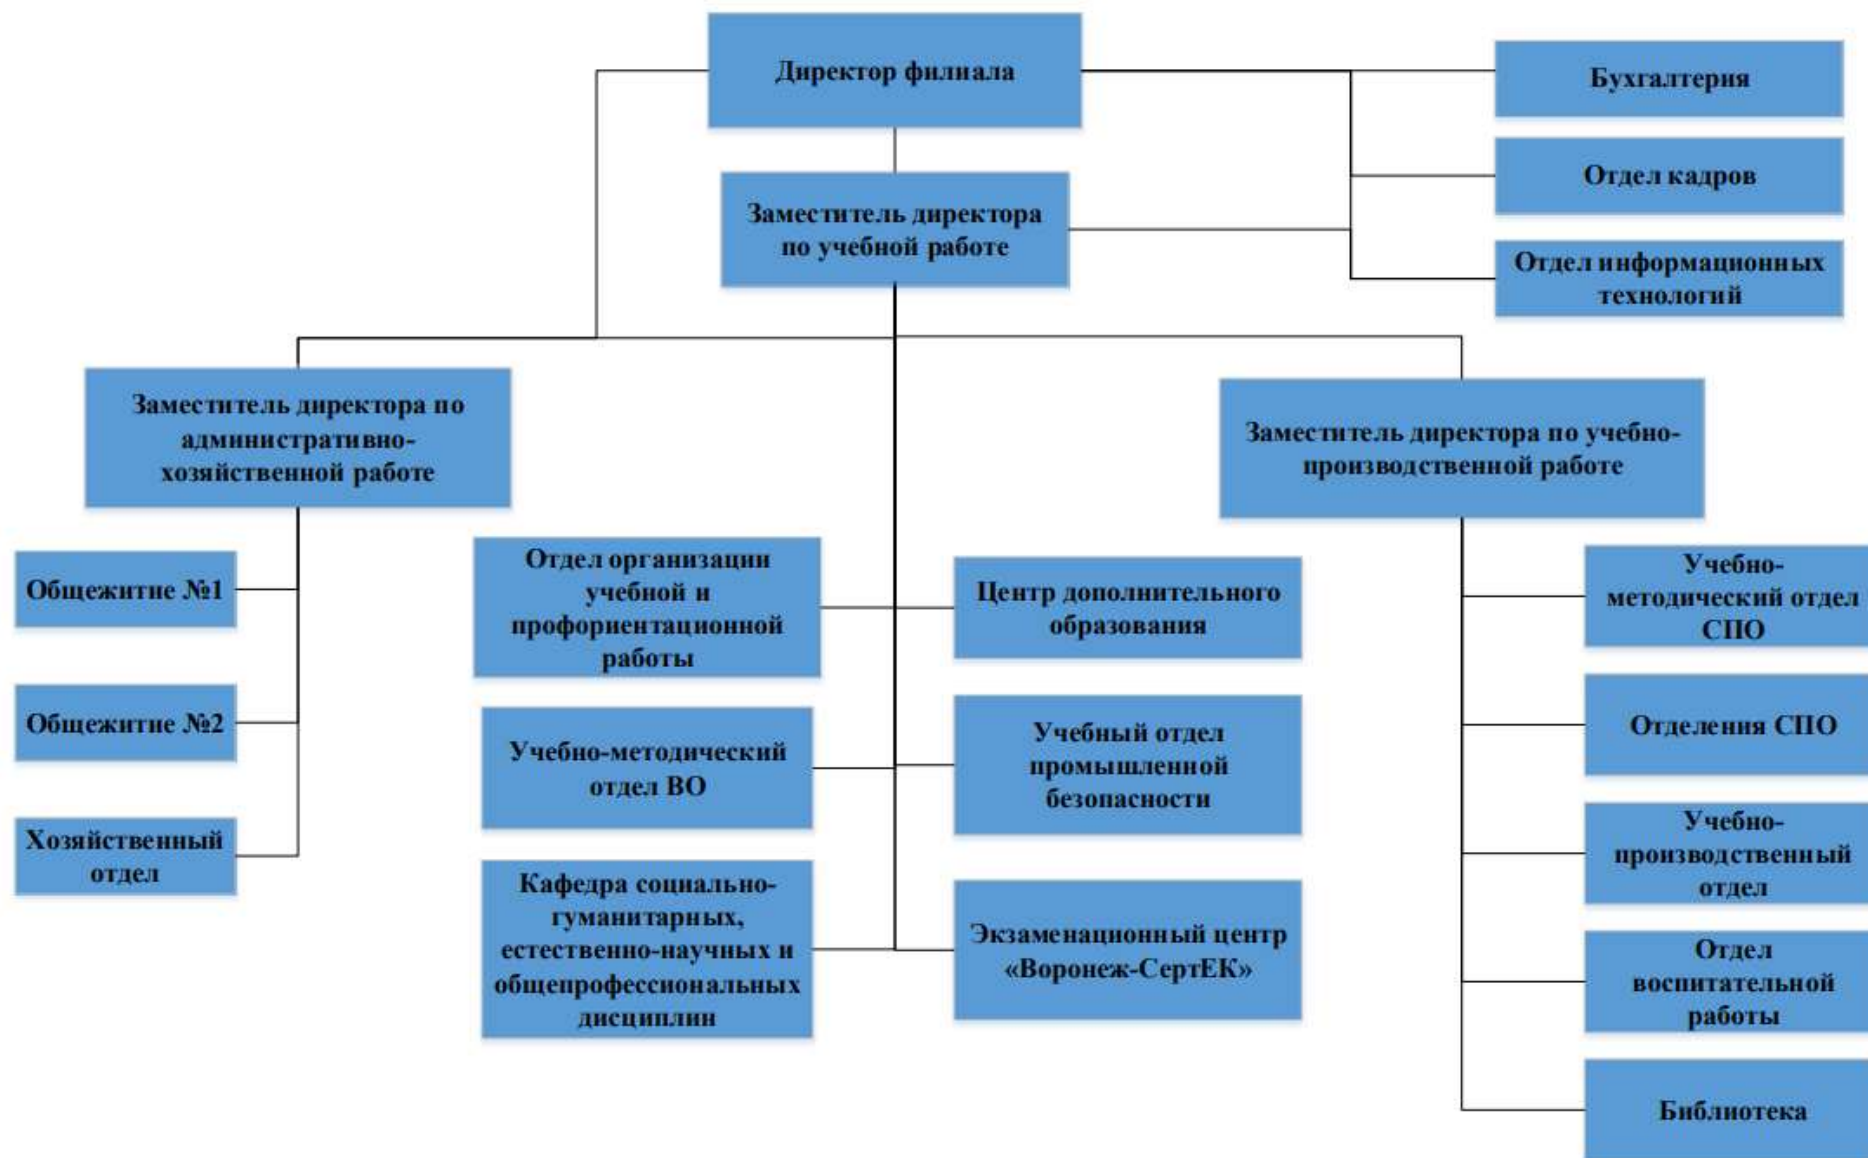 Директор филиала
Бухгалтерия
Отдел кадров
Заместитель директора
по учебной работе
Отдел информационных
технологий
Заместитель директора по
административно-
хозяйственной работе
Заместитель директора по учебно-
производственной работе
Общежитие №1
Общежитие №2
Хозяйственный
отдел
Отдел организации
учебной и
профориентационной
работы
Учебно-методический
отдел ВО
Кафедра социально-
гуманитарных,
естественно-научных и
общепрофессиональных
дисциплин
Центр дополнительного
образования
Учебный отдел
промышленной
безопасности
Экзаменационный центр
«Воронеж-СертЕК»
Учебно-
методический отдел
СПО
Отделения СПО
Учебно-
производственный
отдел
Отдел
воспитательной
работы
Библиотека